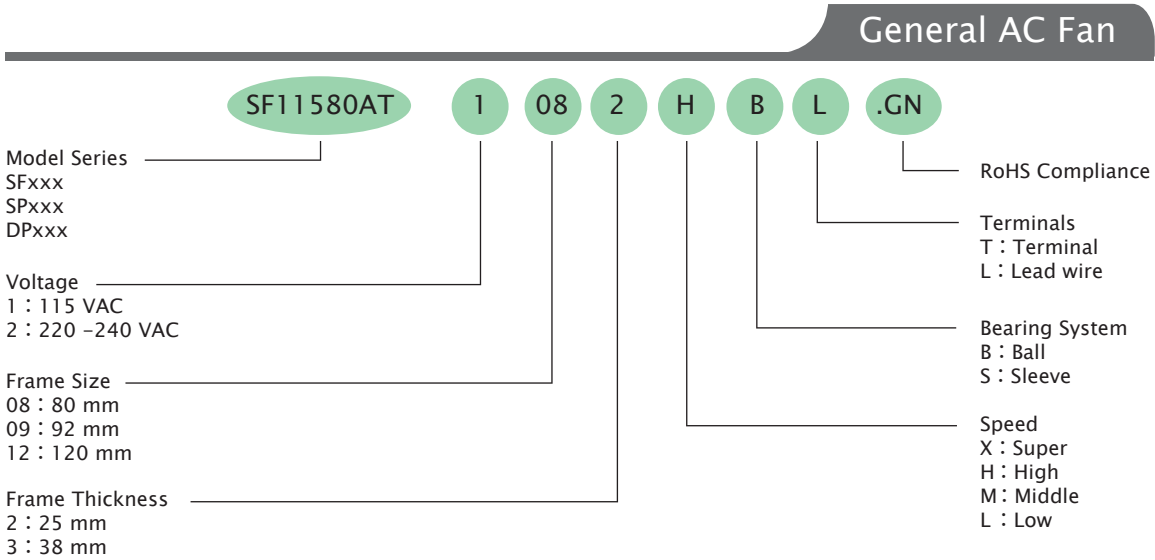 General AC Fan
SF11580AT 1 08 2 H B L .GN
Model Series
SFxxx
SPxxx
DPxxx
Voltage
1：115 VAC
2：220 –240 VAC
Frame Size
08：80 mm
09：92 mm
12：120 mm
Frame Thickness
2：25 mm
3：38 mm
RoHS Compliance
Terminals
T：Terminal
L：Lead wire
Bearing System
B：Ball
S：Sleeve
Speed
X：Super
H：High
M：Middle
L：Low